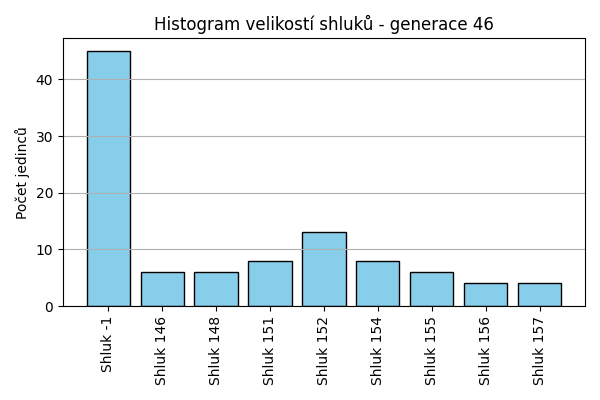 Histogram velikostí shluků - generace 46
Počet jedinců
40
30
20
10
0
Shluk -1
Shluk 146
Shluk 148
Shluk 151
Shluk 152
Shluk 154
Shluk 155
Shluk 156
Shluk 157